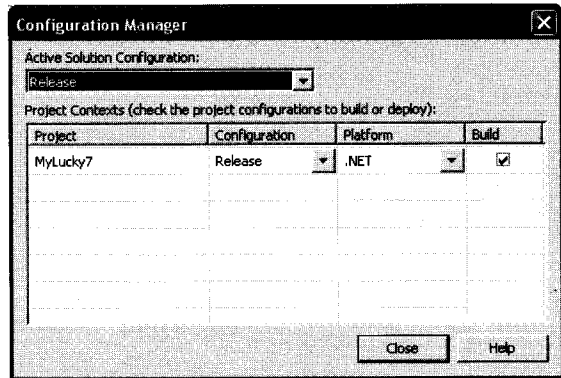 Configuration Manager
Active Solution Configuration:
Release
Project Contexts (check the project configurations to build or deploy):
Project Configuration Platform Build
MyLucky7 Release .NET
Close Help